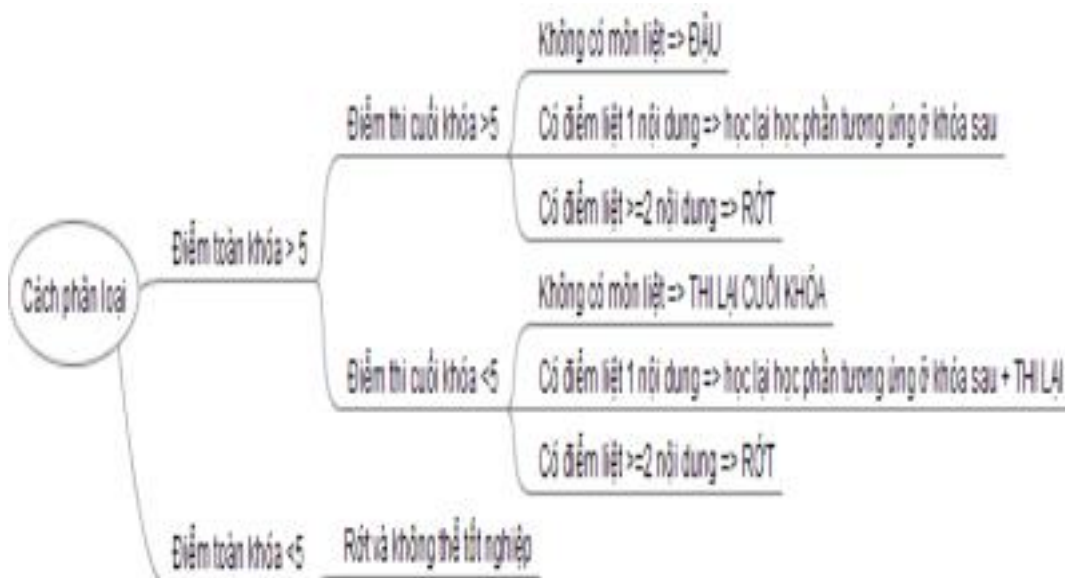 Cách phân loại
Điểm toàn khóa > 5
Điểm thi cuối khóa >5
Không có môn liệt => ĐẬU
Có điểm liệt 1 nội dung => học lại học phần tương ứng ở khóa sau
Có điểm liệt >=2 nội dung => RỚT
Điểm thi cuối khóa <5
Không có môn liệt => THI LẠI CUỐI KHÓA
Có điểm liệt 1 nội dung => học lại học phần tương ứng ở khóa sau + THI LẠI
Có điểm liệt >=2 nội dung => RỚT
Điểm toàn khóa <5
Rớt và không thể tốt nghiệp